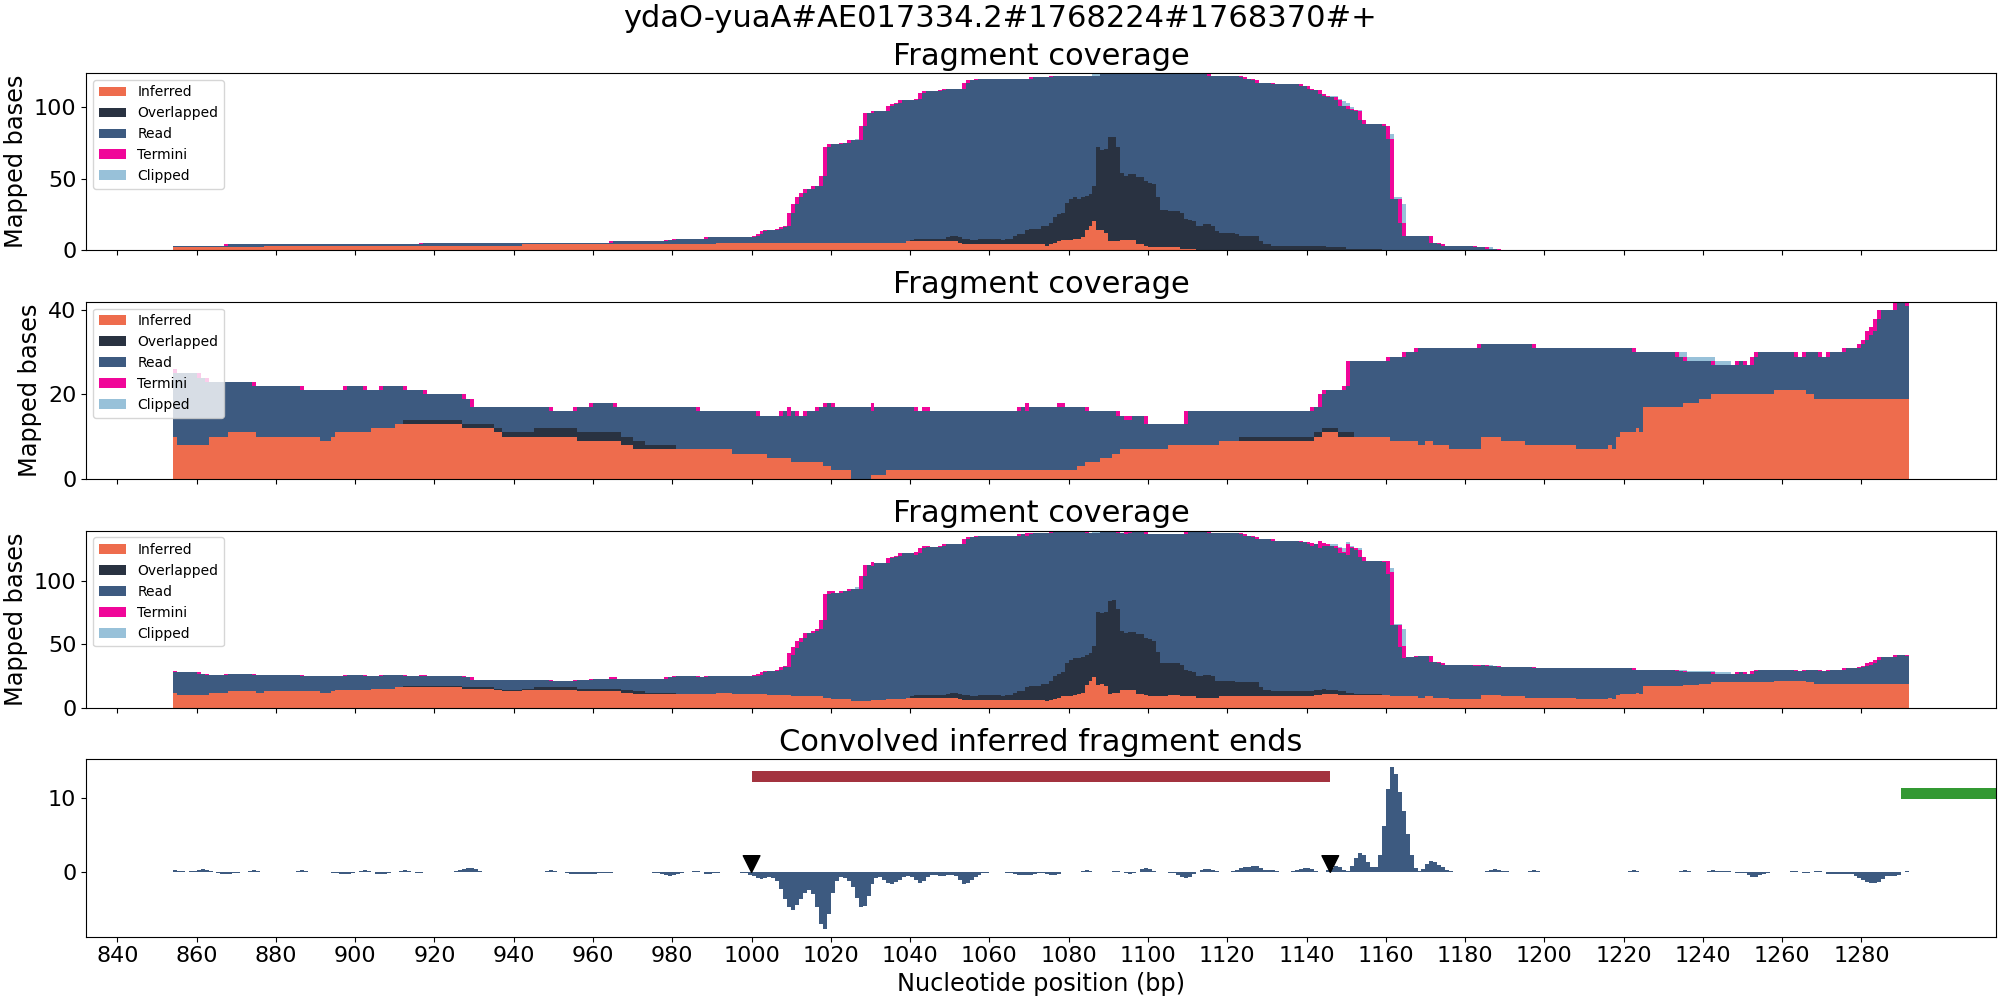 ydaO-yuaA#AE017334.2#1768224#1768370#+
Fragment coverage
Mapped bases
100
50
0
Inferred
Overlapped
Read
Termini
Clipped
Fragment coverage
Mapped bases
40
20
0
Inferred
Overlapped
Read
Termini
Clipped
Fragment coverage
Mapped bases
100
50
0
Inferred
Overlapped
Read
Termini
Clipped
Convolved inferred fragment ends
10
0
840 860 880 900 920 940 960 980 1000 1020 1040 1060 1080 1100 1120 1140 1160 1180 1200 1220 1240 1260 1280
Nucleotide position (bp)